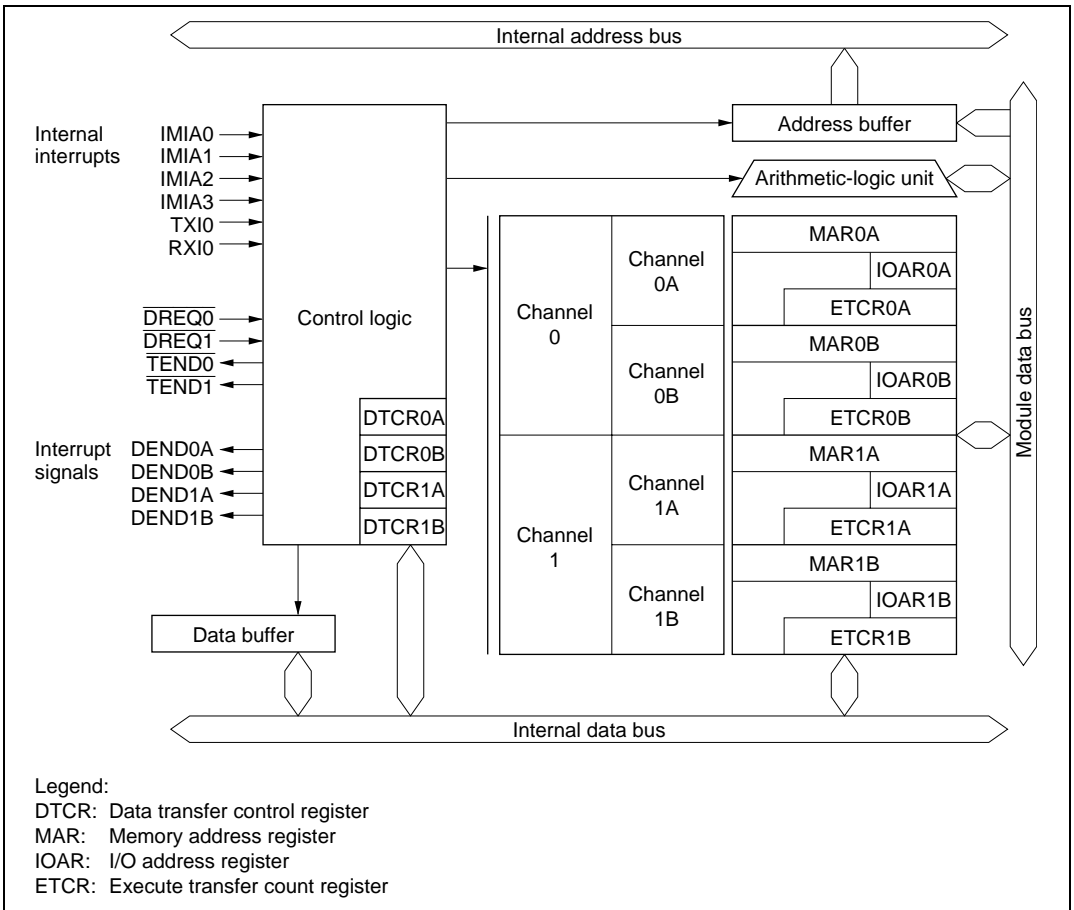 Internal address bus
Internal
interrupts
IMIA0
IMIA1
IMIA2
IMIA3
TXI0
RXI0
DREQ0
DREQ1
TEND0
TEND1
Interrupt
signals
DEND0A
DEND0B
DEND1A
DEND1B
Control logic
DTCR0A
DTCR0B
DTCR1A
DTCR1B
Data buffer
Address buffer
Arithmetic-logic unit
Channel
0
Channel
0A
Channel
0B
Channel
1
Channel
1A
Channel
1B
MAR0A
IOAR0A
ETCR0A
MAR0B
IOAR0B
ETCR0B
MAR1A
IOAR1A
ETCR1A
MAR1B
IOAR1B
ETCR1B
Module data bus
Internal data bus
Legend:
DTCR: Data transfer control register
MAR: Memory address register
IOAR: I/O address register
ETCR: Execute transfer count register